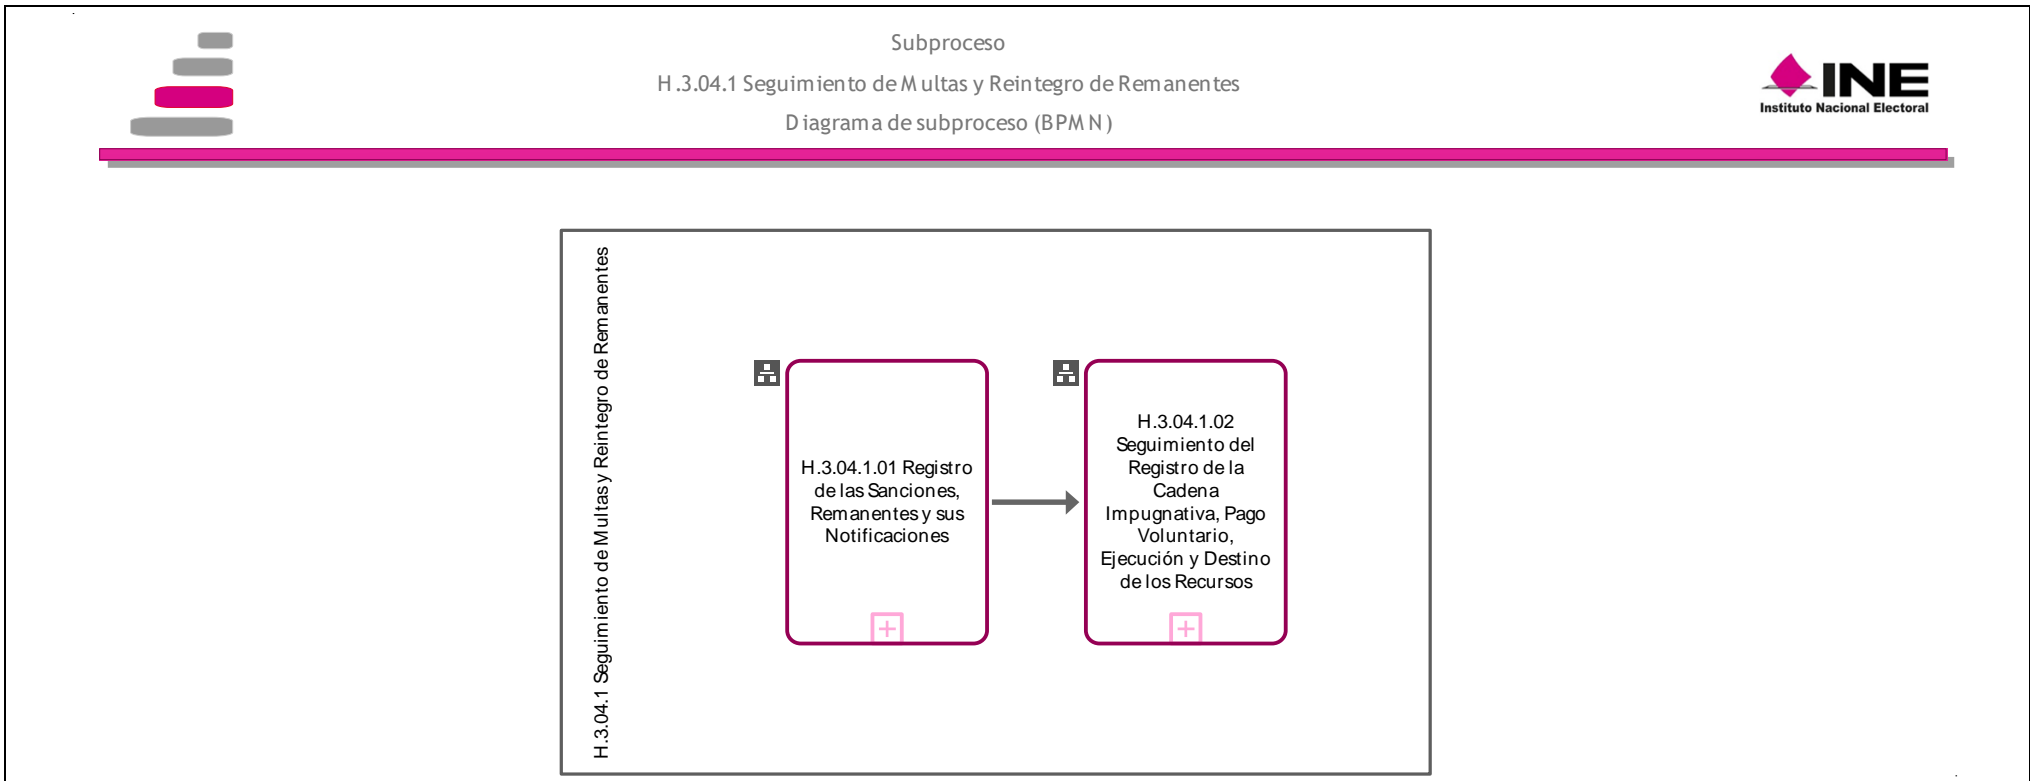 Subproceso
H.3.04.1 Seguimiento de Multas y Reintegro de Remanentes
Diagrama de subproceso (BPMN)
INE
Instituto Nacional Electoral
H.3.04.1 Seguimiento de Multas y Reintegro de Remanentes
H.3.04.1.01 Registro
de las Sanciones,
Remanentes y sus
Notificaciones
H.3.04.1.02
Seguimiento del
Registro de la
Cadena
Impugnativa, Pago
Voluntario,
Ejecución y Destino
de los Recursos